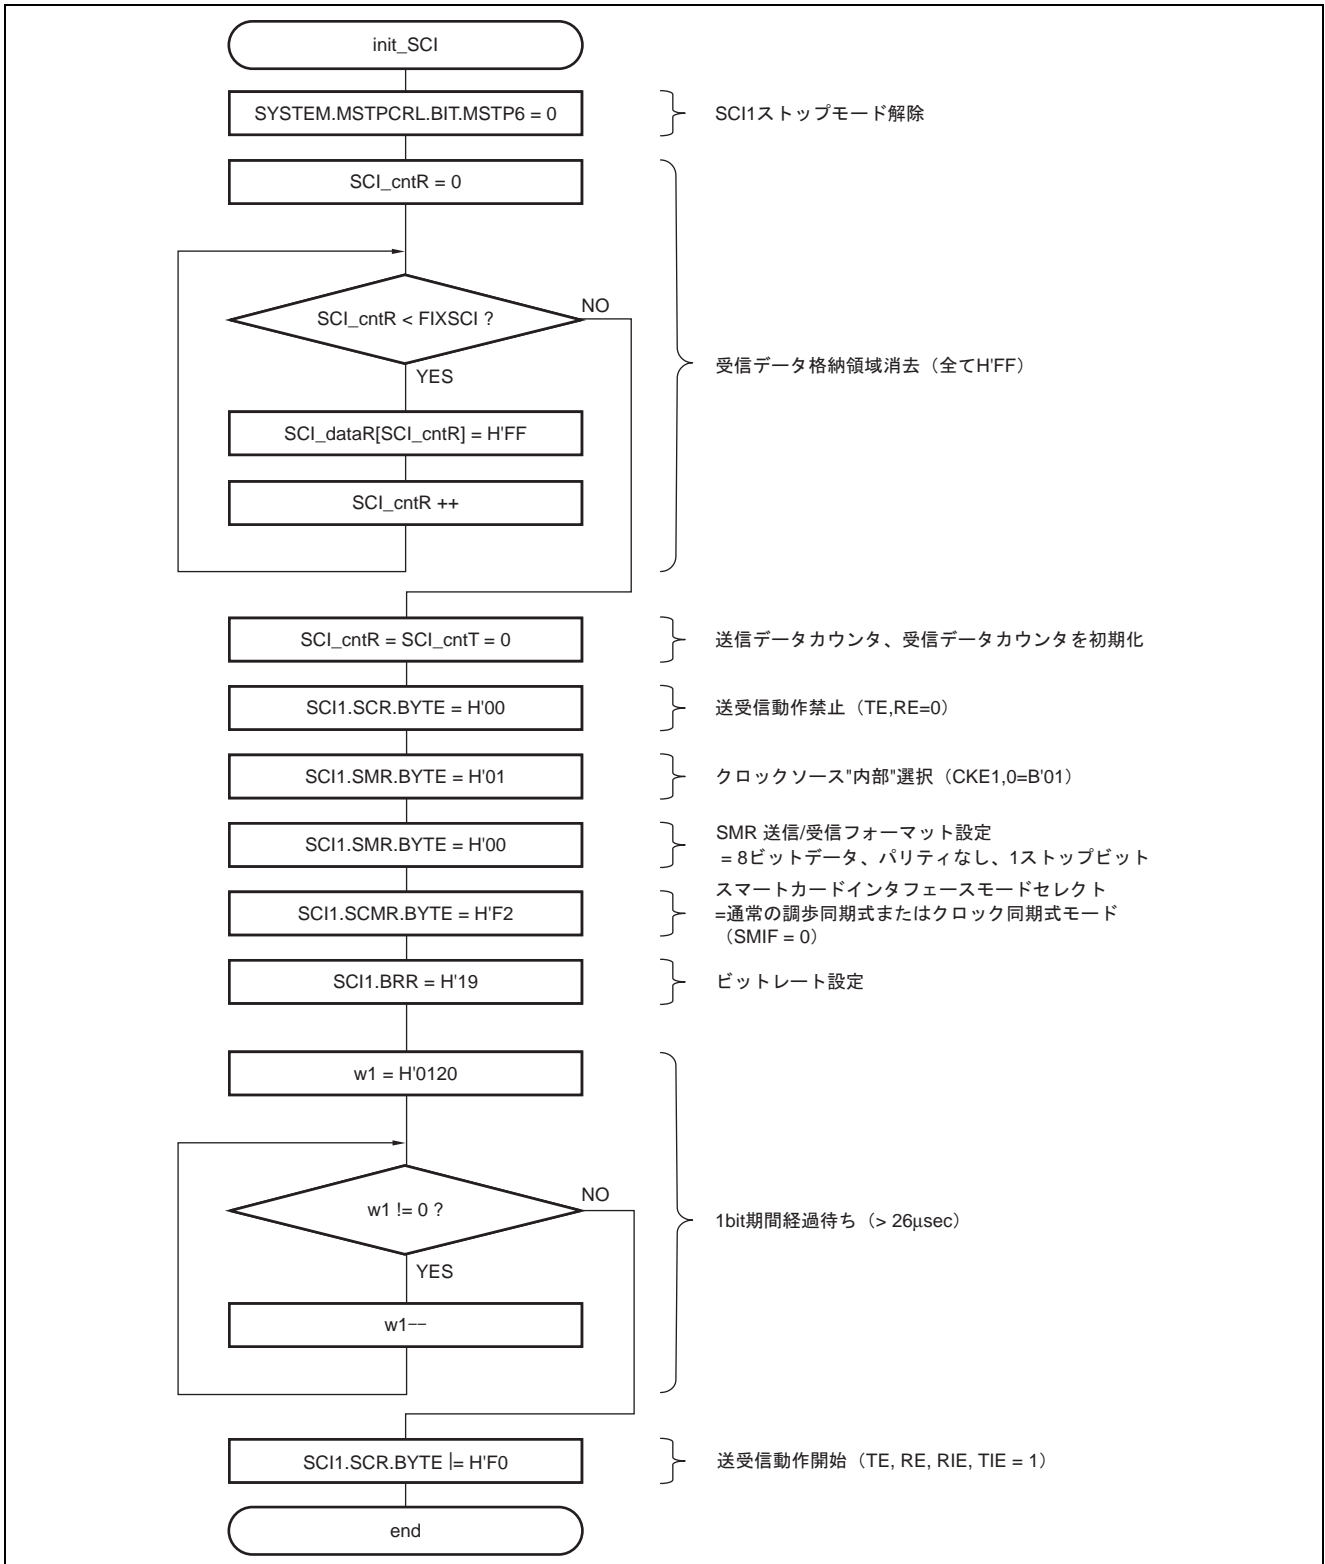 init_SCI
SYSTEM.MSTPCRL.BIT.MSTP6 = 0
SCI1ストップモード解除
SCI_cntR = 0
SCI_cntR < FIXSCI ?
NO
YES
受信データ格納領域消去（全てH'FF）
SCI_dataR[SCI_cntR] = H'FF
SCI_cntR ++
SCI_cntR = SCI_cntT = 0
送信データカウンタ、受信データカウンタを初期化
SCI1.SCR.BYTE = H'00
送受信動作禁止（TE,RE=0）
SCI1.SMR.BYTE = H'01
クロックソース"内部"選択（CKE1,0=B'01）
SCI1.SMR.BYTE = H'00
SMR 送信/受信フォーマット設定
= 8ビットデータ、パリティなし、1ストップビット
SCI1.SCMR.BYTE = H'F2
スマートカードインタフェースモードセレクト
=通常の調歩同期式またはクロック同期式モード
（SMIF = 0）
SCI1.BRR = H'19
ビットレート設定
w1 = H'0120
w1 != 0 ?
NO
YES
1bit期間経過待ち（> 26μsec）
w1−−
SCI1.SCR.BYTE |= H'F0
送受信動作開始（TE, RE, RIE, TIE = 1）
end